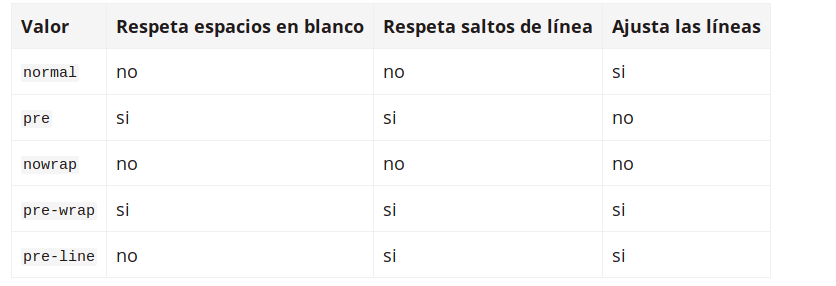 Valor Respeta espacios en blanco Respeta saltos de línea Ajusta las líneas
normal no no si
pre si si no
nowrap no no no
pre-wrap si si si
pre-line no si si